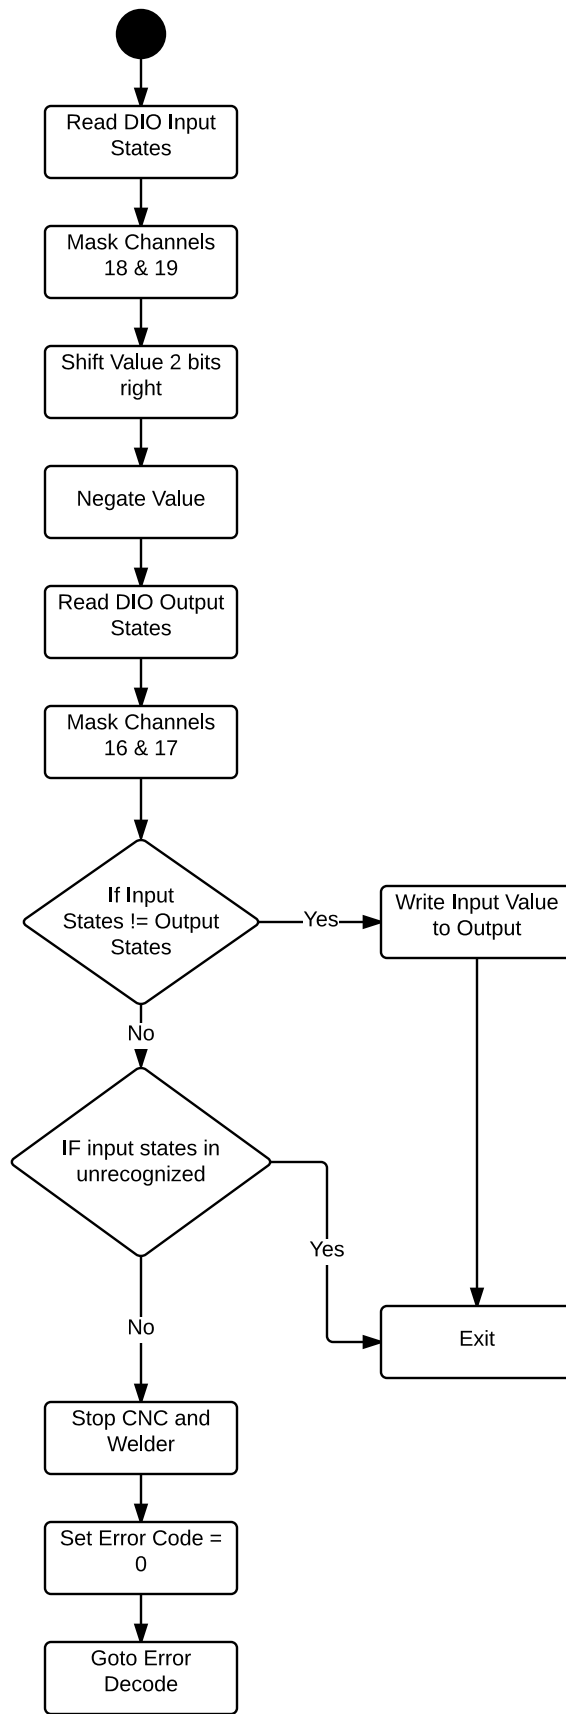 Read DIO Input
States
Mask Channels
18 & 19
Shift Value 2 bits
right
Negate Value
Read DIO Output
States
Mask Channels
16 & 17
If Input
States != Output
States
Yes
Write Input Value
to Output
No
IF input states in
unrecognized
Yes
No
Exit
Stop CNC and
Welder
Set Error Code =
0
Goto Error
Decode